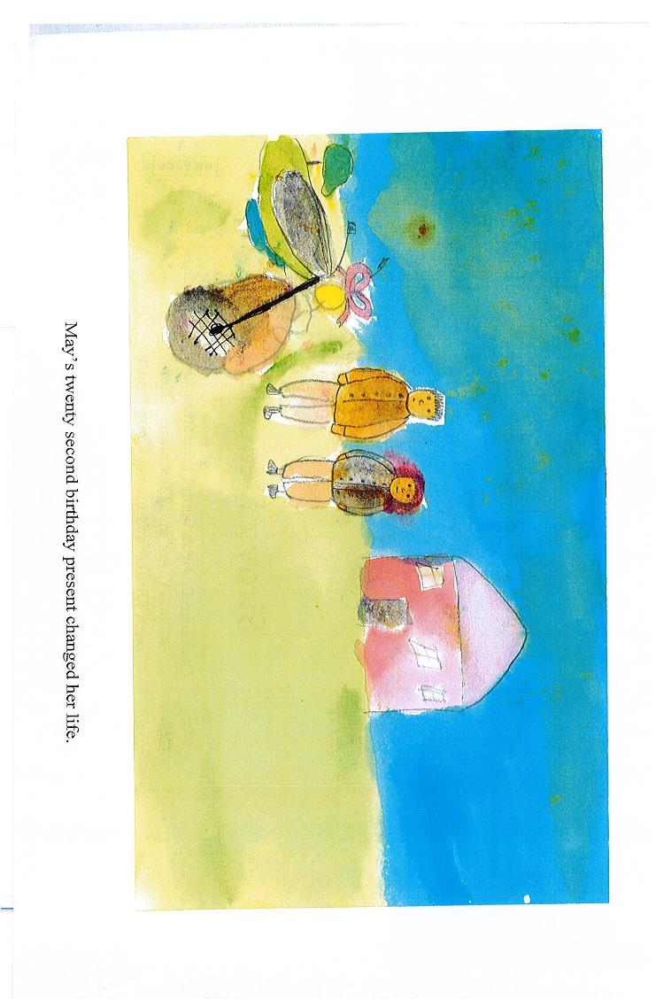 May's twenty second birthday present changed her life.